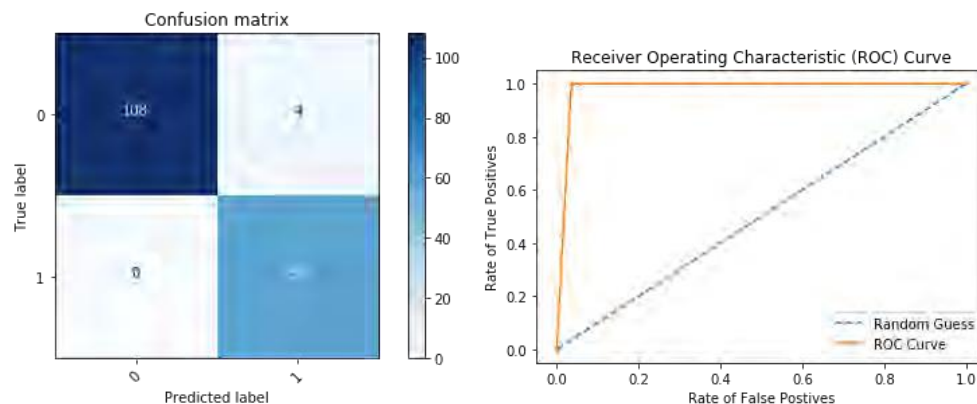 Confusion matrix
100
80
60
40
20
0
0
1
True label
108
4
0
0
1
Predicted label
Receiver Operating Characteristic (ROC) Curve
1.0
0.8
0.6
0.4
0.2
0.0
Rate of True Positives
Random Guess
ROC Curve
0.0 0.2 0.4 0.6 0.8 1.0
Rate of False Postives